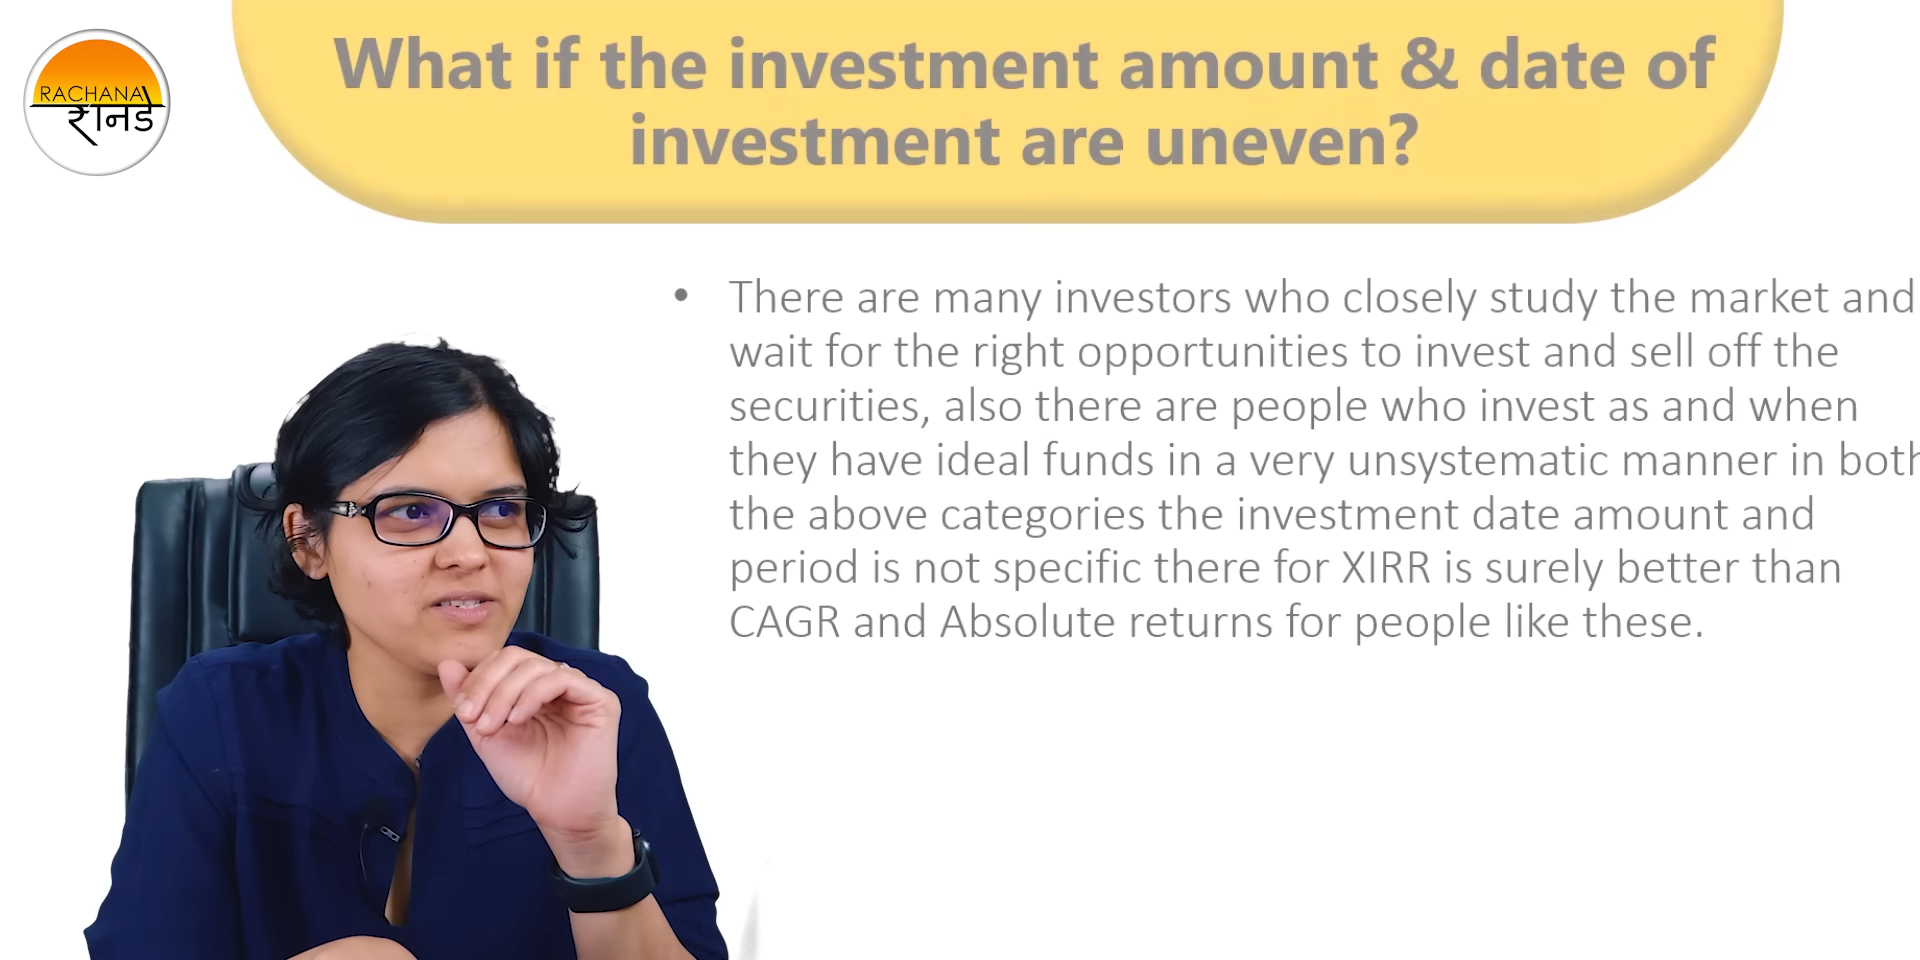 RACHANA
रानडे
What if the investment amount & date of
investment are uneven?
• There are many investors who closely study the market and
wait for the right opportunities to invest and sell off the
securities, also there are people who invest as and when
they have ideal funds in a very unsystematic manner in both
the above categories the investment date amount and
period is not specific there for XIRR is surely better than
CAGR and Absolute returns for people like these.